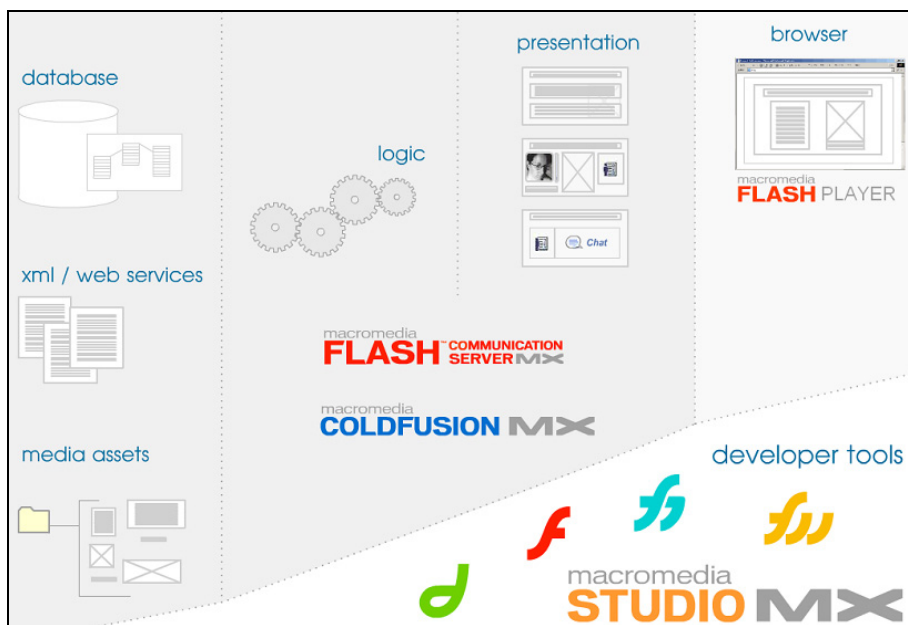 database
xml / web services
media assets
logic
presentation
Chat
macromedia
FLASH™ COMMUNICATION
SERVER MX
macromedia
COLDFUSION MX
browser
macromedia
FLASH PLAYER
developer tools
macromedia
STUDIO MX